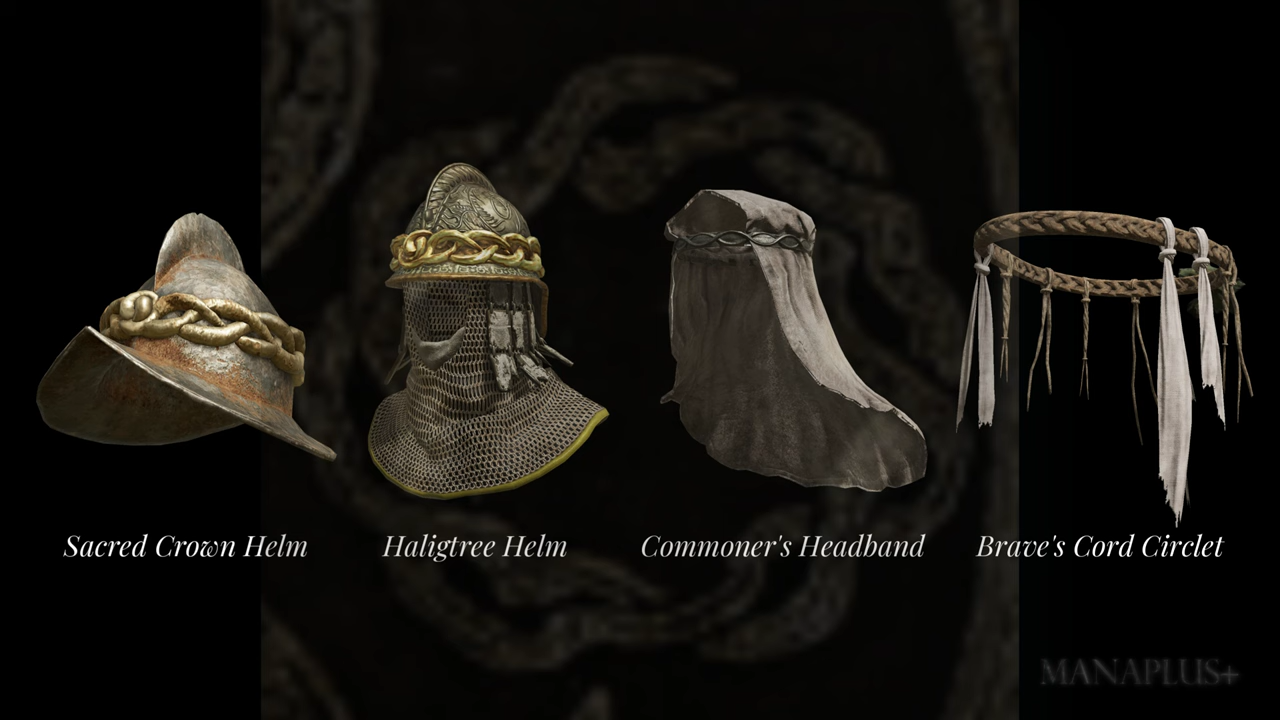 Sacred Crown Helm
Haligtree Helm
Commoner's Headband
Brave's Cord Circlet
MANAPLUS+